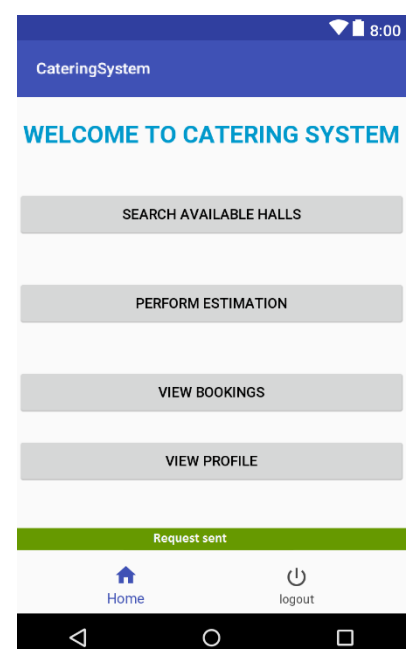 8:00
CateringSystem
WELCOME TO CATERING SYSTEM
SEARCH AVAILABLE HALLS
PERFORM ESTIMATION
VIEW BOOKINGS
VIEW PROFILE
Request sent
Home
logout